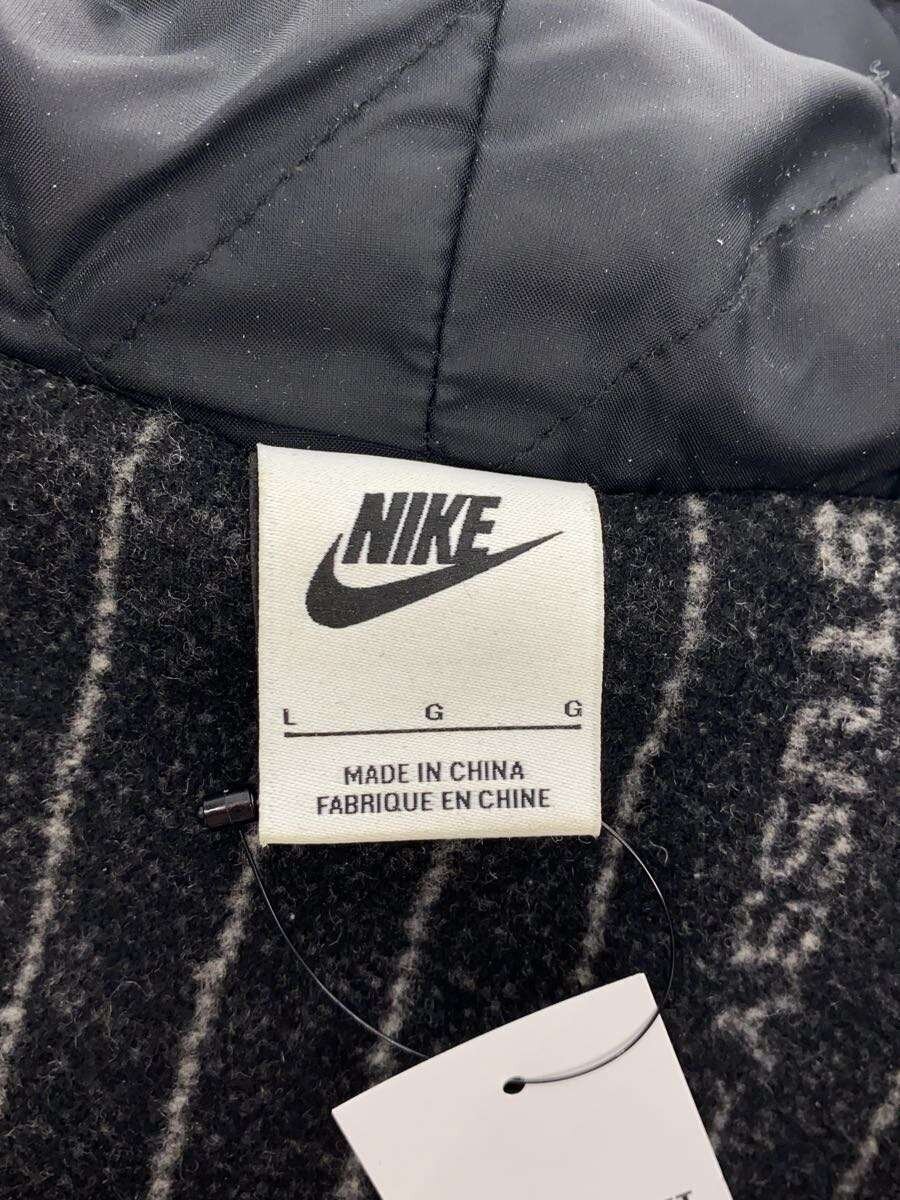 NIKE
L G G
MADE IN CHINA
FABRIQUE EN CHINE